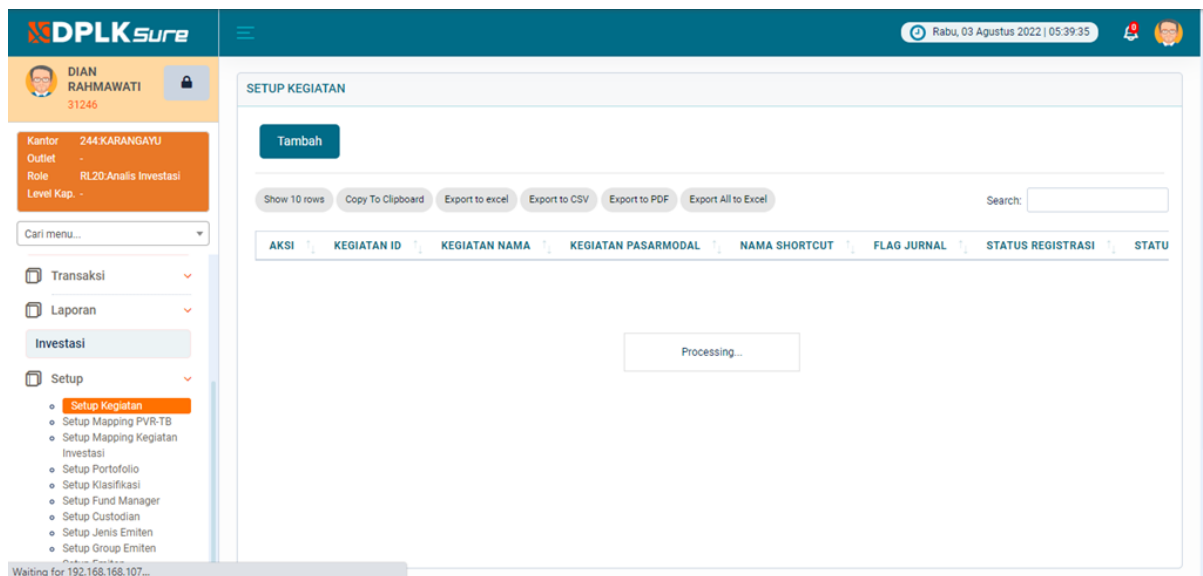 DPLK Sure
Rabu, 03 Agustus 2022 | 05:39:35
DIAN
RAHMAWATI
31246
Kantor 244:KARANGAYU
Outlet -
Role RL20:Analis Investasi
Level Kap. -
Cari menu...
Transaksi
Laporan
Investasi
Setup
Setup Kegiatan
Setup Mapping PVR-TB
Setup Mapping Kegiatan
Investasi
Setup Portofolio
Setup Klasifikasi
Setup Fund Manager
Setup Custodian
Setup Jenis Emiten
Setup Group Emiten
Waiting for 192.168.168.107...
SETUP KEGIATAN
Tambah
Show 10 rows Copy To Clipboard Export to excel Export to CSV Export to PDF Export All to Excel Search:
AKSI KEGIATAN ID KEGIATAN NAMA KEGIATAN PASARMODAL NAMA SHORTCUT FLAG JURNAL STATUS REGISTRASI STATU
Processing...